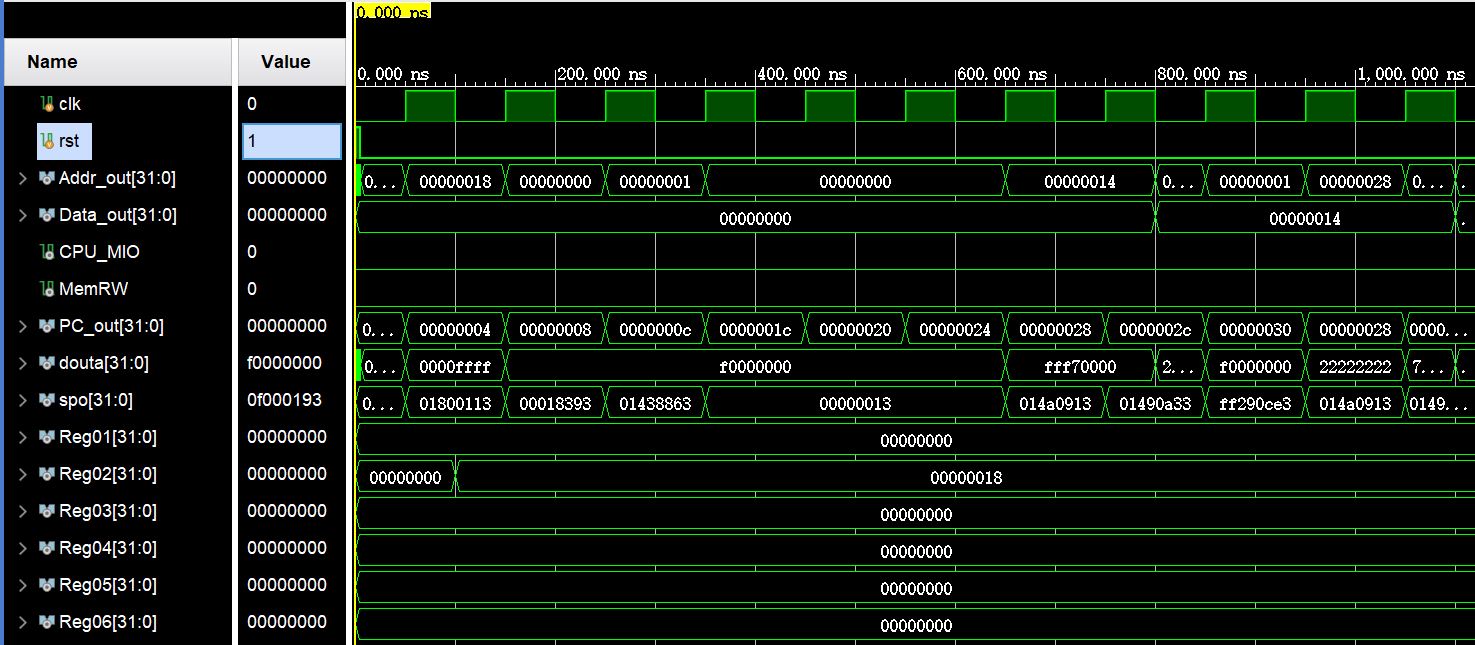 0.000 ns
Name Value
0.000 ns 200.000 ns 400.000 ns 600.000 ns 800.000 ns 1,000.000 ns
clk 0
rst 1
Addr_out[31:0] 00000000 0... 00000018 00000000 00000001 00000000 00000014 0... 00000001 00000028 0... .
Data_out[31:0] 00000000 00000000 00000014 .
CPU_MIO 0
MemRW 0
PC_out[31:0] 00000000 0... 00000004 00000008 0000000c 0000001c 00000020 00000024 00000028 0000002c 00000030 00000028 0000...
douta[31:0] f0000000 0... 0000ffff f0000000 fff70000 2... f0000000 22222222 7... .
spo[31:0] 0f000193 0... 01800113 00018393 01438863 00000013 014a0913 01490a33 ff290ce3 014a0913 0149...
Reg01[31:0] 00000000 00000000
Reg02[31:0] 00000000 00000000 00000018
Reg03[31:0] 00000000 00000000
Reg04[31:0] 00000000 00000000
Reg05[31:0] 00000000 00000000
Reg06[31:0] 00000000 00000000